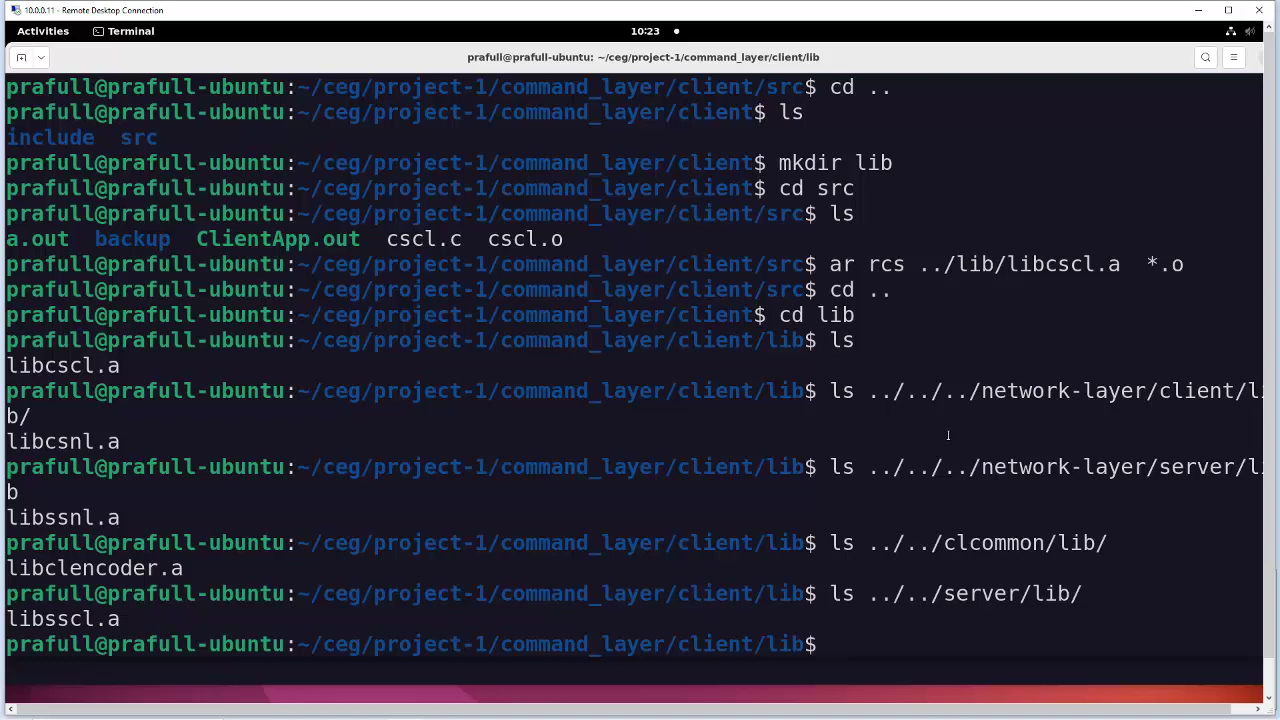 10.0.0.11 - Remote Desktop Connection
Activities
Terminal
10:23
prafull@prafull-ubuntu: ~/ceg/project-1/command_layer/client/lib
prafull@prafull-ubuntu:~/ceg/project-1/command_layer/client/src$ cd ..
prafull@prafull-ubuntu:~/ceg/project-1/command_layer/client$ ls
include  src
prafull@prafull-ubuntu:~/ceg/project-1/command_layer/client$ mkdir lib
prafull@prafull-ubuntu:~/ceg/project-1/command_layer/client$ cd src
prafull@prafull-ubuntu:~/ceg/project-1/command_layer/client/src$ ls
a.out  backup  ClientApp.out  cscl.c  cscl.o
prafull@prafull-ubuntu:~/ceg/project-1/command_layer/client/src$ ar rcs ../lib/libcscl.a  *.o
prafull@prafull-ubuntu:~/ceg/project-1/command_layer/client/src$ cd ..
prafull@prafull-ubuntu:~/ceg/project-1/command_layer/client$ cd lib
prafull@prafull-ubuntu:~/ceg/project-1/command_layer/client/lib$ ls
libcscl.a
prafull@prafull-ubuntu:~/ceg/project-1/command_layer/client/lib$ ls ../../../network-layer/client/li
b/
libcsnl.a
prafull@prafull-ubuntu:~/ceg/project-1/command_layer/client/lib$ ls ../../../network-layer/server/li
b
libssnl.a
prafull@prafull-ubuntu:~/ceg/project-1/command_layer/client/lib$ ls ../../clcommon/lib/
libclencoder.a
prafull@prafull-ubuntu:~/ceg/project-1/command_layer/client/lib$ ls ../../server/lib/
libsscl.a
prafull@prafull-ubuntu:~/ceg/project-1/command_layer/client/lib$